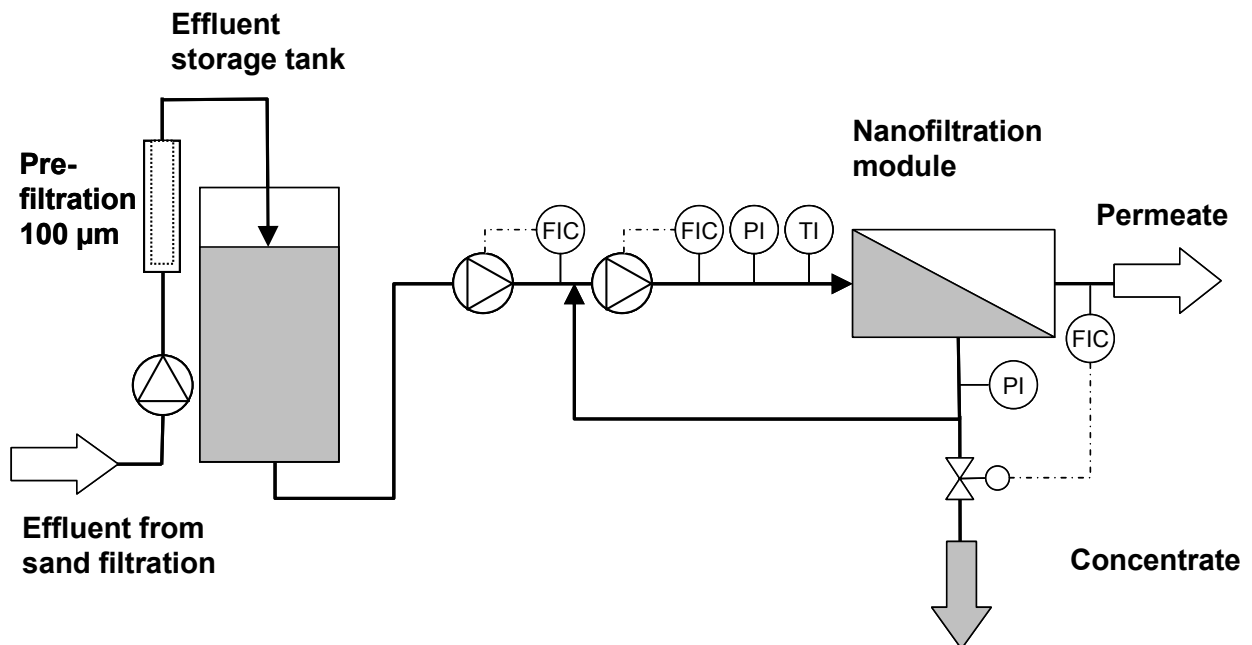 Effluent
storage tank
Pre-
filtration
100 µm
Nanofiltration
module
Permeate
FIC
FIC
PI
TI
FIC
PI
Effluent from
sand filtration
Concentrate